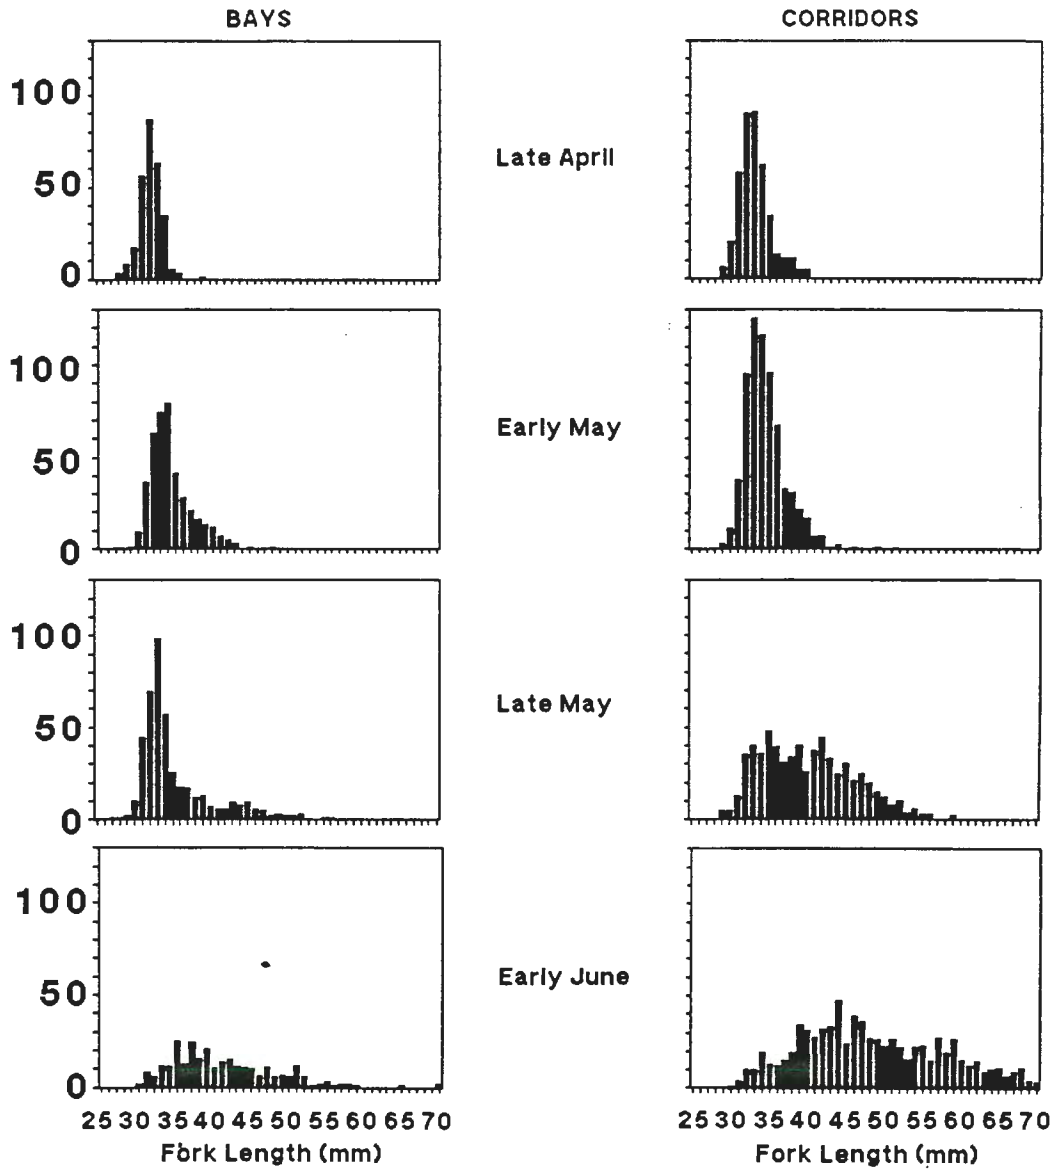 BAYS CORRIDORS
100
50
0
Late April
100
50
0
Early May
100
50
0
Late May
100
50
0
Early June
25 30 35 40 45 50 55 60 65 70 25 30 35 40 45 50 55 60 65 70
Fork Length (mm) Fork Length (mm)